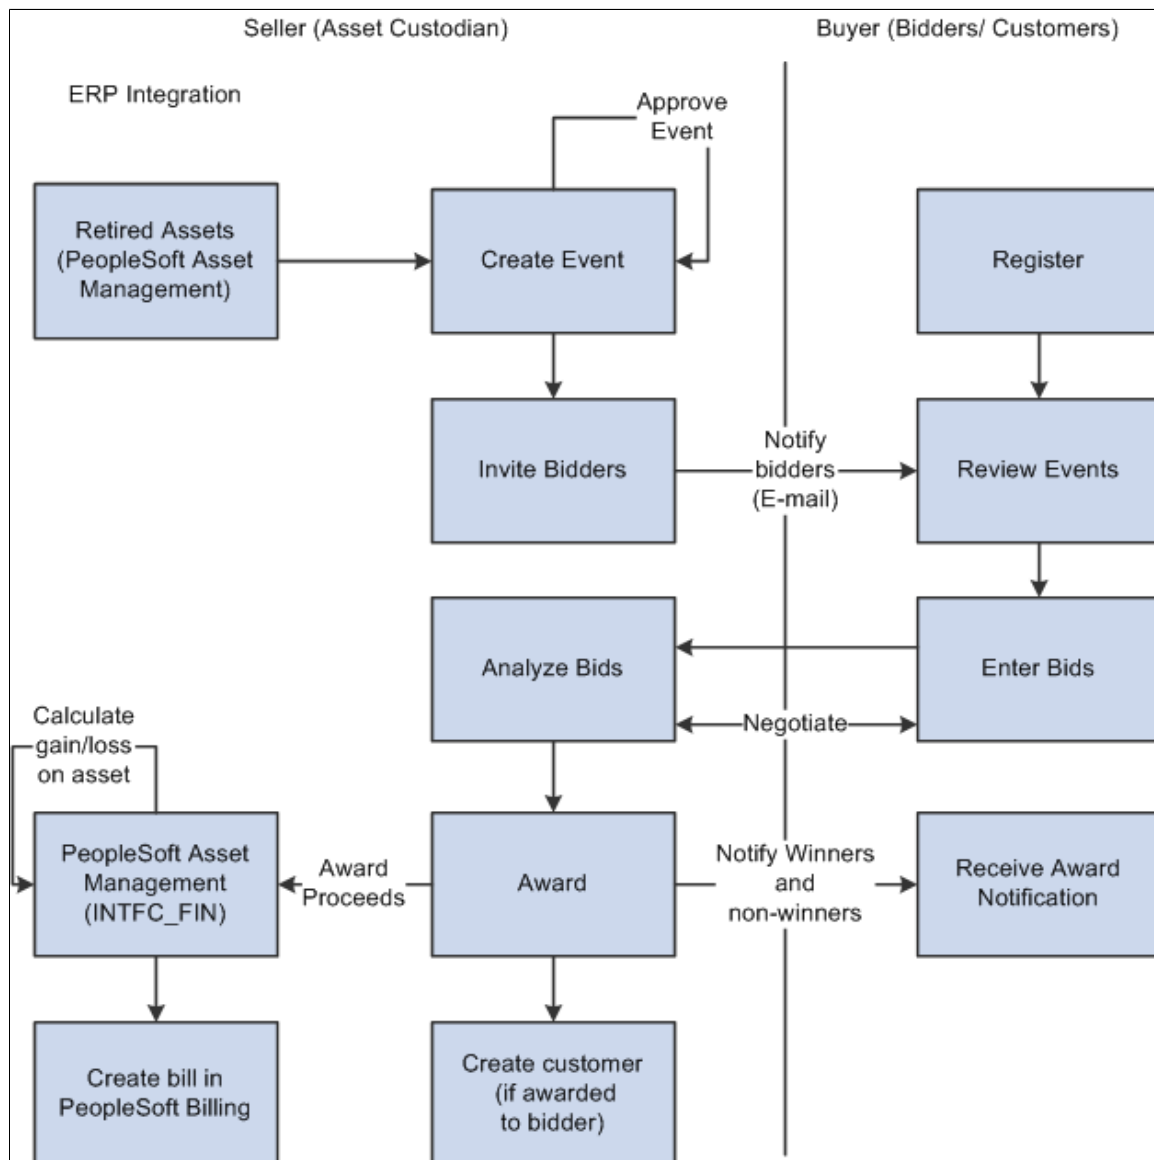 Seller (Asset Custodian)
Buyer (Bidders/ Customers)
ERP Integration
Approve
Event
Retired Assets
(PeopleSoft Asset
Management)
Create Event
Register
Invite Bidders
Notify
bidders
(E-mail)
Review Events
Analyze Bids
Enter Bids
Negotiate
Calculate
gain/loss
on asset
PeopleSoft Asset
Management
(INTFC_FIN)
Award
Proceeds
Award
Notify Winners
and
non-winners
Receive Award
Notification
Create bill in
PeopleSoft Billing
Create customer
(if awarded
to bidder)